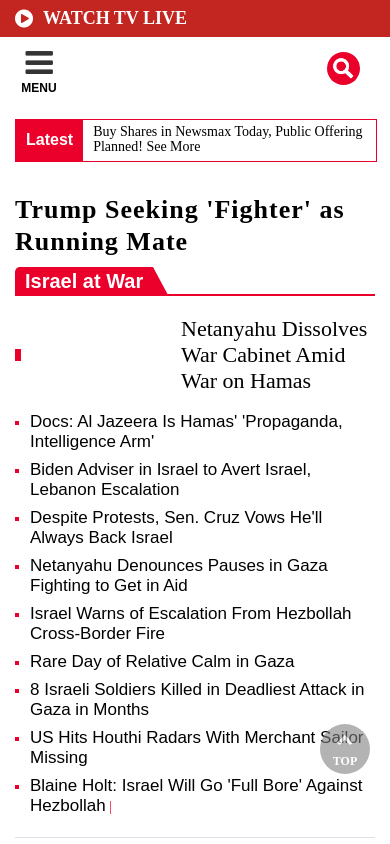 WATCH TV LIVE
MENU
Latest
Buy Shares in Newsmax Today, Public Offering
Planned! See More
Trump Seeking 'Fighter' as
Running Mate
Israel at War
Netanyahu Dissolves
War Cabinet Amid
War on Hamas
Docs: Al Jazeera Is Hamas' 'Propaganda,
Intelligence Arm'
Biden Adviser in Israel to Avert Israel,
Lebanon Escalation
Despite Protests, Sen. Cruz Vows He'll
Always Back Israel
Netanyahu Denounces Pauses in Gaza
Fighting to Get in Aid
Israel Warns of Escalation From Hezbollah
Cross-Border Fire
Rare Day of Relative Calm in Gaza
8 Israeli Soldiers Killed in Deadliest Attack in
Gaza in Months
US Hits Houthi Radars With Merchant Sailor
Missing
TOP
Blaine Holt: Israel Will Go 'Full Bore' Against
Hezbollah |